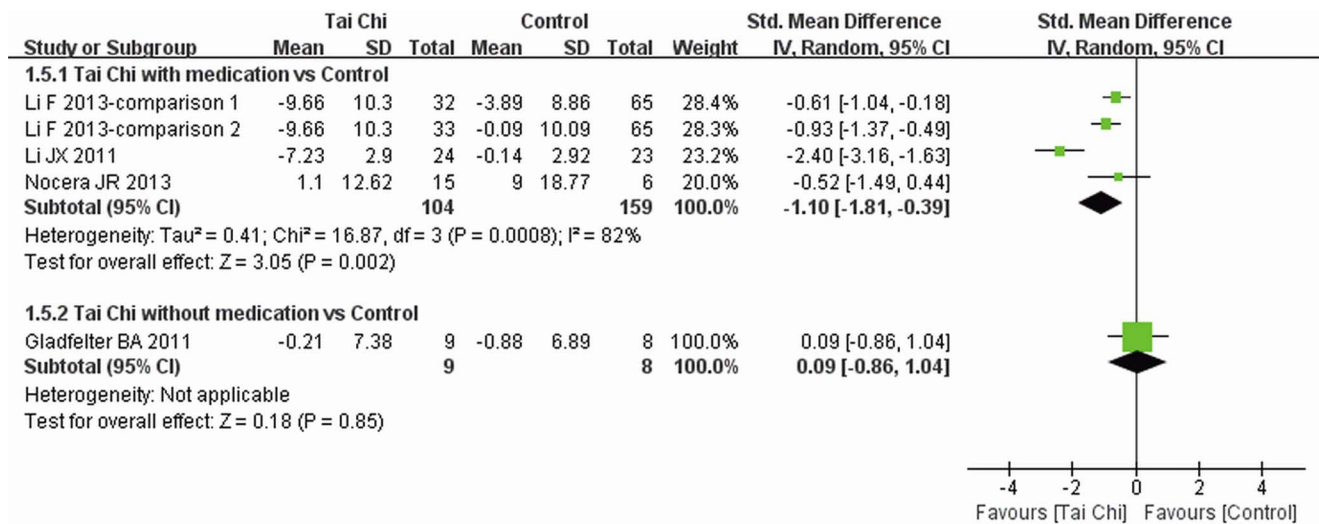 Tai Chi Control Std. Mean Difference Std. Mean Difference
Study or Subgroup Mean SD Total Mean SD Total Weight IV, Random, 95% CI IV, Random, 95% CI
1.5.1 Tai Chi with medication vs Control
Li F 2013-comparison 1 -9.66 10.3 32 -3.89 8.86 65 28.4% -0.61 [-1.04, -0.18]
Li F 2013-comparison 2 -9.66 10.3 33 -0.09 10.09 65 28.3% -0.93 [-1.37, -0.49]
Li JX 2011 -7.23 2.9 24 -0.14 2.92 23 23.2% -2.40 [-3.16, -1.63]
Nocera JR 2013 1.1 12.62 15 9 18.77 6 20.0% -0.52 [-1.49, 0.44]
Subtotal (95% CI) 104 159 100.0% -1.10 [-1.81, -0.39]
Heterogeneity: Tau² = 0.41; Chi² = 16.87, df = 3 (P = 0.0008); I² = 82%
Test for overall effect: Z = 3.05 (P = 0.002)
1.5.2 Tai Chi without medication vs Control
Gladfelter BA 2011 -0.21 7.38 9 -0.88 6.89 8 100.0% 0.09 [-0.86, 1.04]
Subtotal (95% CI) 9 8 100.0% 0.09 [-0.86, 1.04]
Heterogeneity: Not applicable
Test for overall effect: Z = 0.18 (P = 0.85)
-4 -2 0 2 4
Favours [Tai Chi] Favours [Control]